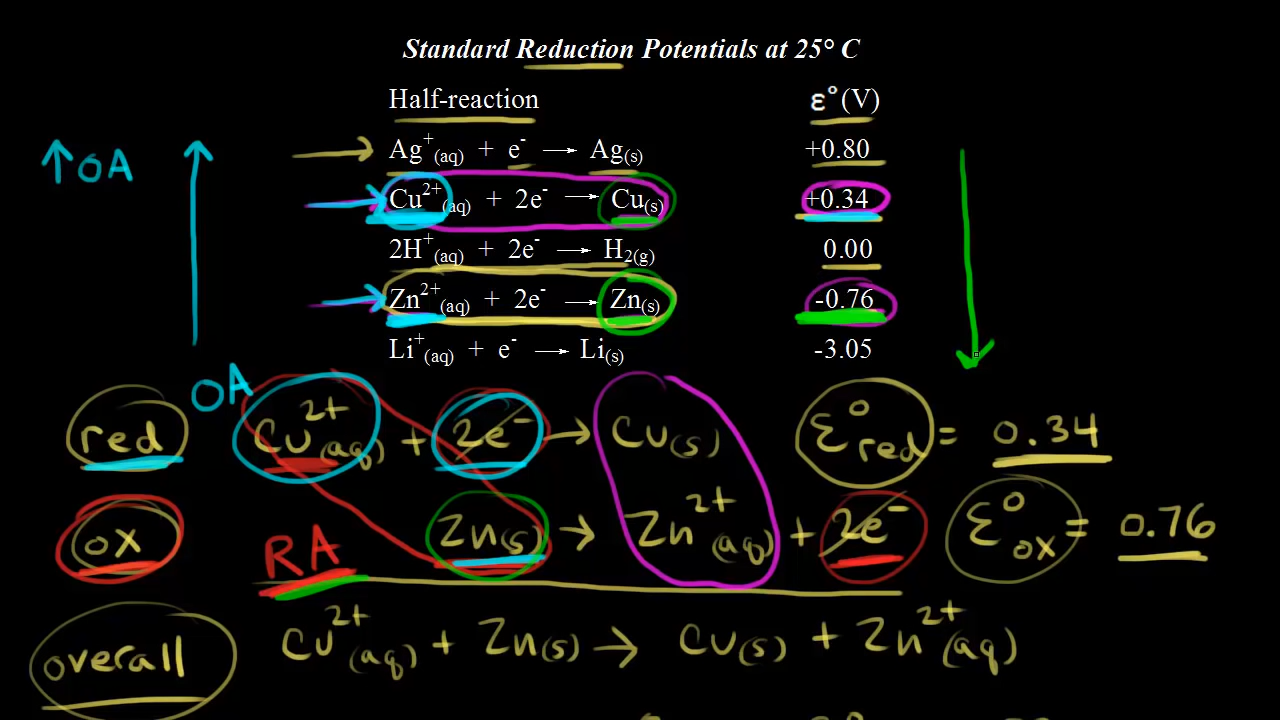 Standard Reduction Potentials at 25° C
Half-reaction ε°(V)
Ag⁺(aq) + e⁻ → Ag(s) +0.80
↑OA
Cu²⁺(aq) + 2e⁻ → Cu(s) +0.34
2H⁺(aq) + 2e⁻ → H₂(g) 0.00
Zn²⁺(aq) + 2e⁻ → Zn(s) -0.76
Li⁺(aq) + e⁻ → Li(s) -3.05
OA
red Cu²⁺(aq) + 2e⁻ → Cu(s) ε°red = 0.34
ox Zn(s) → Zn²⁺(aq) + 2e⁻ ε°ox = 0.76
RA
overall Cu²⁺(aq) + Zn(s) → Cu(s) + Zn²⁺(aq)